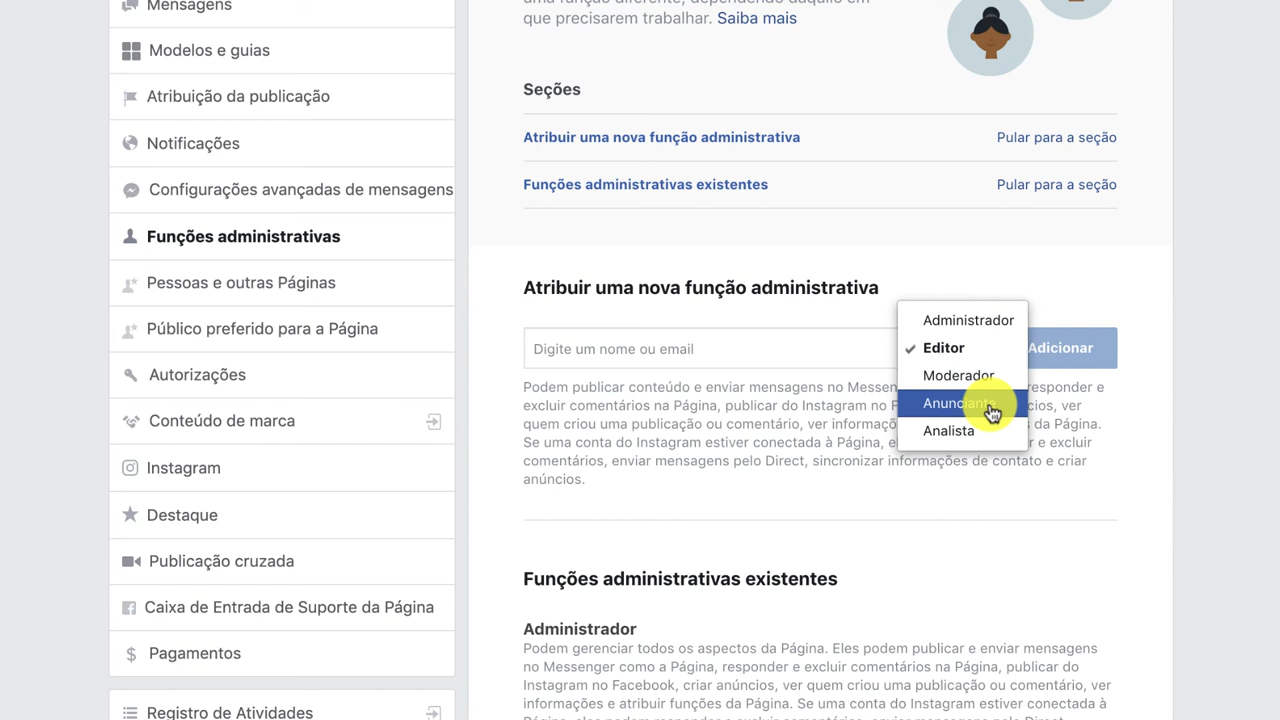 Mensagens
Modelos e guias
Atribuição da publicação
Notificações
Configurações avançadas de mensagens
Funções administrativas
Pessoas e outras Páginas
Público preferido para a Página
Autorizações
Conteúdo de marca
Instagram
Destaque
Publicação cruzada
Caixa de Entrada de Suporte da Página
Pagamentos
Registro de Atividades
uma função diferente, dependendo daquilo em
que precisarem trabalhar. Saiba mais
Seções
Atribuir uma nova função administrativa Pular para a seção
Funções administrativas existentes Pular para a seção
Atribuir uma nova função administrativa
Digite um nome ou email
Adicionar
Administrador
Editor
Moderador
Anunciante
Analista
Podem publicar conteúdo e enviar mensagens no Messen responder e
excluir comentários na Página, publicar do Instagram no F cios, ver
quem criou uma publicação ou comentário, ver informaç s da Página.
Se uma conta do Instagram estiver conectada à Página, e r e excluir
comentários, enviar mensagens pelo Direct, sincronizar informações de contato e criar
anúncios.
Funções administrativas existentes
Administrador
Podem gerenciar todos os aspectos da Página. Eles podem publicar e enviar mensagens
no Messenger como a Página, responder e excluir comentários na Página, publicar do
Instagram no Facebook, criar anúncios, ver quem criou uma publicação ou comentário, ver
informações e atribuir funções da Página. Se uma conta do Instagram estiver conectada à